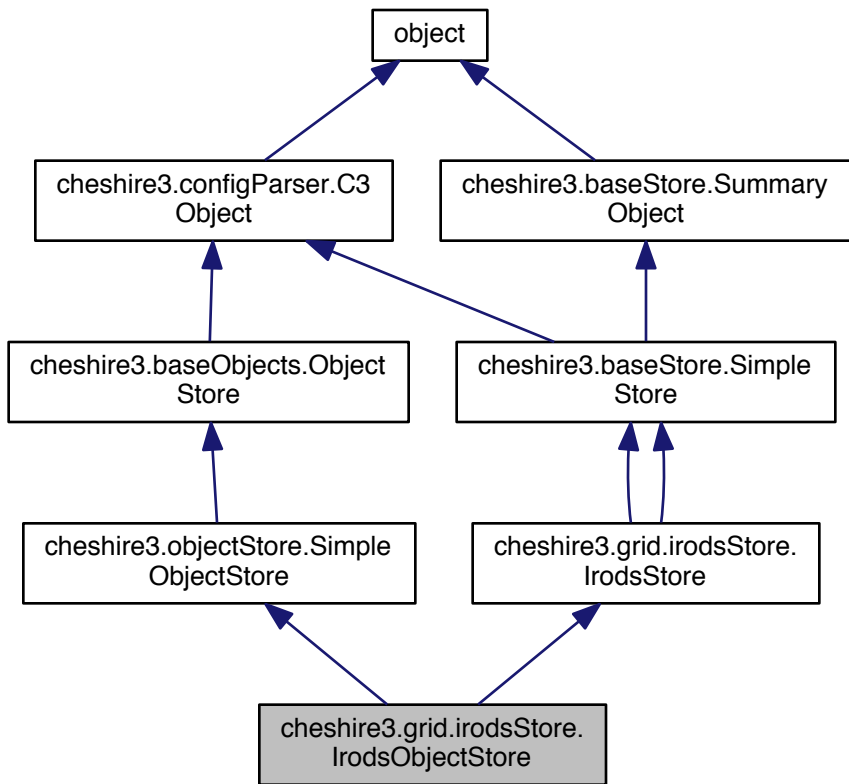 object
cheshire3.configParser.C3
Object
cheshire3.baseStore.Summary
Object
cheshire3.baseObjects.Object
Store
cheshire3.baseStore.Simple
Store
cheshire3.objectStore.Simple
ObjectStore
cheshire3.grid.irodsStore.
IrodsStore
cheshire3.grid.irodsStore.
IrodsObjectStore